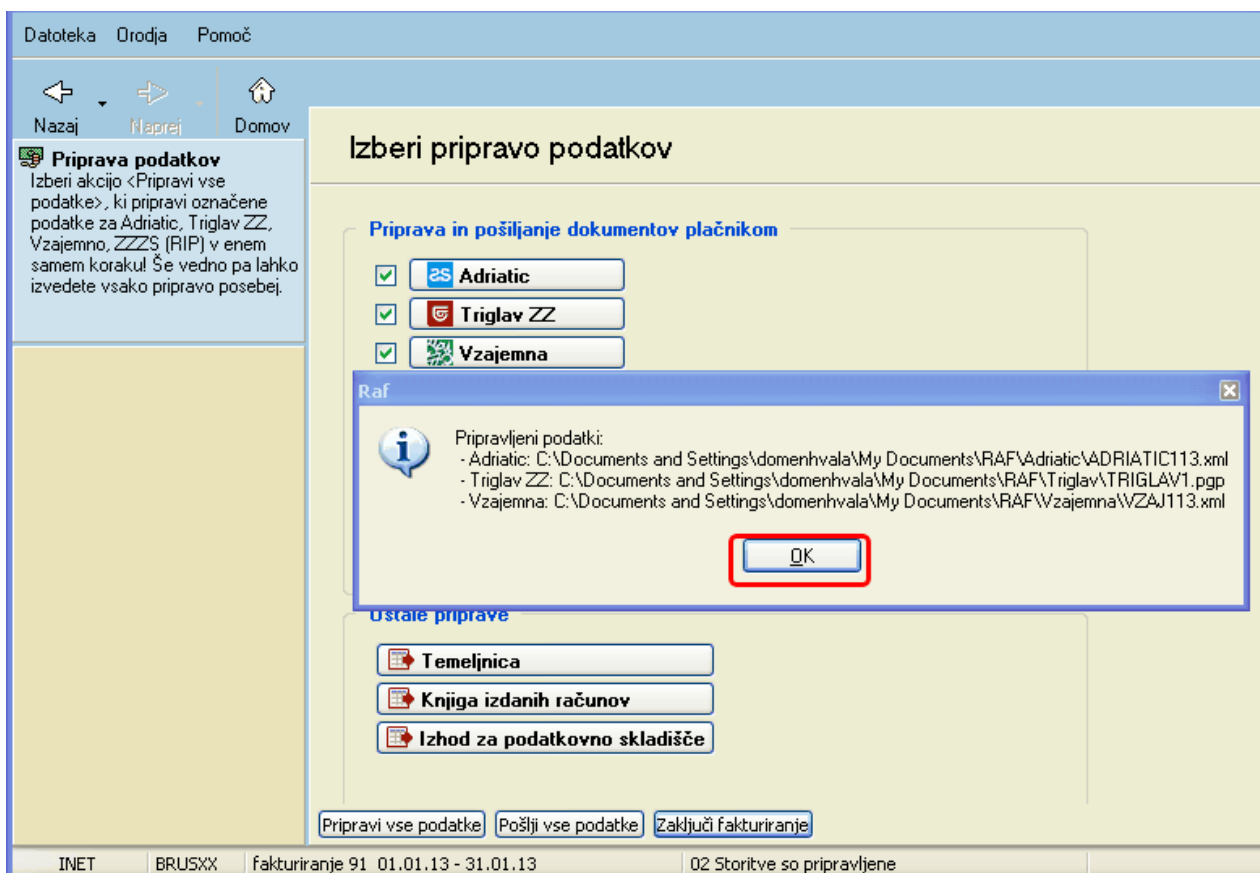 Datoteka Orodja Pomoč
Nazaj Naprej Domov
Priprava podatkov
Izberi akcijo <Pripravi vse
podatke>, ki pripravi označene
podatke za Adriatic, Triglav ZZ,
Vzajemno, ZZZS (RIP) v enem
samem koraku! Še vedno pa lahko
izvedete vsako pripravo posebej.
Izberi pripravo podatkov
Priprava in pošiljanje dokumentov plačnikom
Adriatic
Triglav ZZ
Vzajemna
Raf
Pripravljeni podatki:
- Adriatic: C:\Documents and Settings\domenhvala\My Documents\RAF\Adriatic\ADRIATIC113.xml
- Triglav ZZ: C:\Documents and Settings\domenhvala\My Documents\RAF\Triglav\TRIGLAV1.pgp
- Vzajemna: C:\Documents and Settings\domenhvala\My Documents\RAF\Vzajemna\VZAJ113.xml
OK
Ostale priprave
Temeljnica
Knjiga izdanih računov
Izhod za podatkovno skladišče
Pripravi vse podatke Pošlji vse podatke Zaključi fakturiranje
INET BRUSXX fakturiranje 91 01.01.13 - 31.01.13 02 Storitve so pripravljene